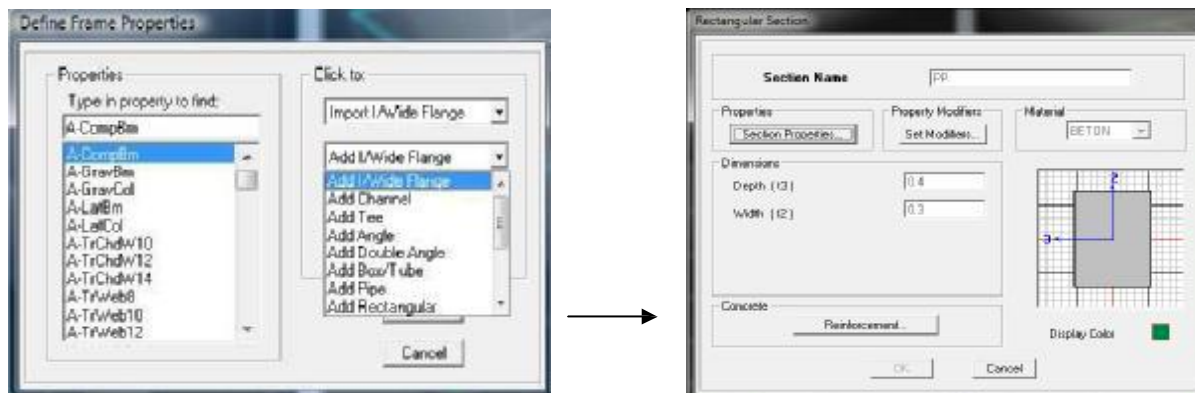 Define Frame Properties
Properties
Type in property to find:
A-CompBm
A-CompBm
A-GravBm
A-GravCol
A-LatBm
A-LatCol
A-TrChdW10
A-TrChdW12
A-TrChdW14
A-TrWeb8
A-TrWeb10
A-TrWeb12
Click to:
Import I/Wide Flange
Add I/Wide Flange
Add I/Wide Flange
Add Channel
Add Tee
Add Angle
Add Double Angle
Add Box/Tube
Add Pipe
Add Rectangular
Cancel
Rectangular Section
Section Name PP
Properties
Section Properties...
Property Modifiers
Set Modifiers...
Material
BETON
Dimensions
Depth (t3) 0.4
Width (t2) 0.3
2
3
Concrete
Reinforcement...
Display Color
OK
Cancel